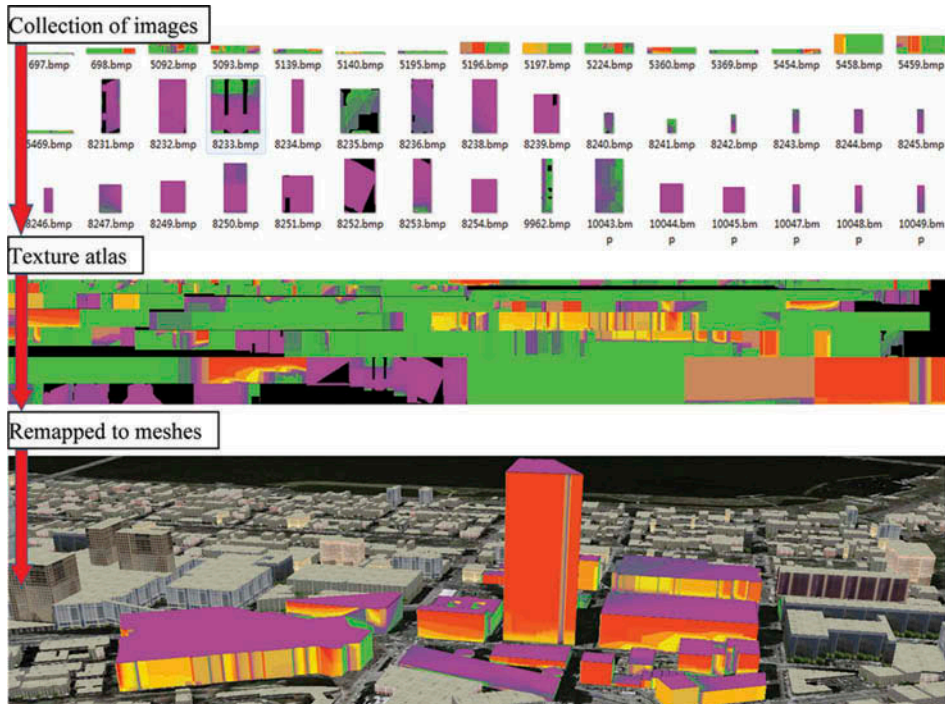 Collection of images
697.bmp 698.bmp 5092.bmp 5093.bmp 5139.bmp 5140.bmp 5195.bmp 5196.bmp 5197.bmp 5224.bmp 5360.bmp 5369.bmp 5454.bmp 5458.bmp 5459.bmp
5469.bmp 8231.bmp 8232.bmp 8233.bmp 8234.bmp 8235.bmp 8236.bmp 8238.bmp 8239.bmp 8240.bmp 8241.bmp 8242.bmp 8243.bmp 8244.bmp 8245.bmp
8246.bmp 8247.bmp 8249.bmp 8250.bmp 8251.bmp 8252.bmp 8253.bmp 8254.bmp 9962.bmp 10043.bm 10044.bm 10045.bm 10047.bm 10048.bm 10049.bm
p p p p p p
Texture atlas
Remapped to meshes